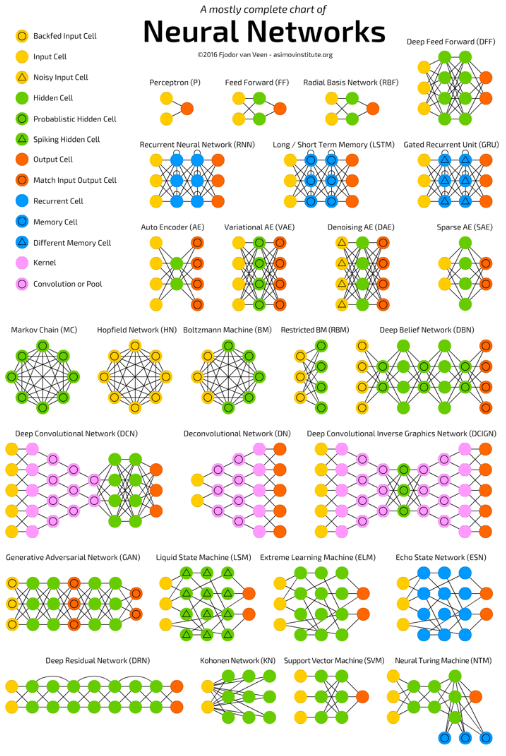 A mostly complete chart of
Neural Networks
©2016 Fjodor van Veen - asimovinstitute.org
Backfed Input Cell
Input Cell
Noisy Input Cell
Hidden Cell
Probablistic Hidden Cell
Spiking Hidden Cell
Output Cell
Match Input Output Cell
Recurrent Cell
Memory Cell
Different Memory Cell
Kernel
Convolution or Pool
Perceptron (P)
Feed Forward (FF)
Radial Basis Network (RBF)
Deep Feed Forward (DFF)
Recurrent Neural Network (RNN)
Long / Short Term Memory (LSTM)
Gated Recurrent Unit (GRU)
Auto Encoder (AE)
Variational AE (VAE)
Denoising AE (DAE)
Sparse AE (SAE)
Markov Chain (MC)
Hopfield Network (HN)
Boltzmann Machine (BM)
Restricted BM (RBM)
Deep Belief Network (DBN)
Deep Convolutional Network (DCN)
Deconvolutional Network (DN)
Deep Convolutional Inverse Graphics Network (DCIGN)
Generative Adversarial Network (GAN)
Liquid State Machine (LSM)
Extreme Learning Machine (ELM)
Echo State Network (ESN)
Deep Residual Network (DRN)
Kohonen Network (KN)
Support Vector Machine (SVM)
Neural Turing Machine (NTM)